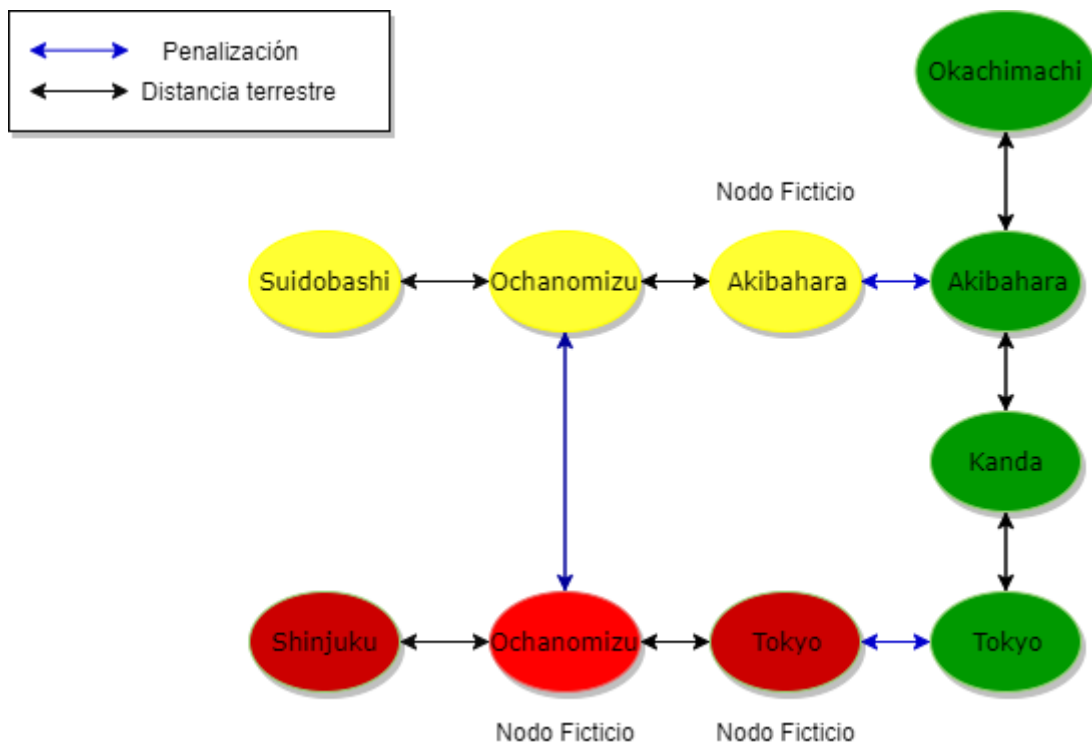 Penalización
Distancia terrestre
Okachimachi
Nodo Ficticio
Suidobashi
Ochanomizu
Akibahara
Akibahara
Kanda
Shinjuku
Ochanomizu
Tokyo
Tokyo
Nodo Ficticio
Nodo Ficticio